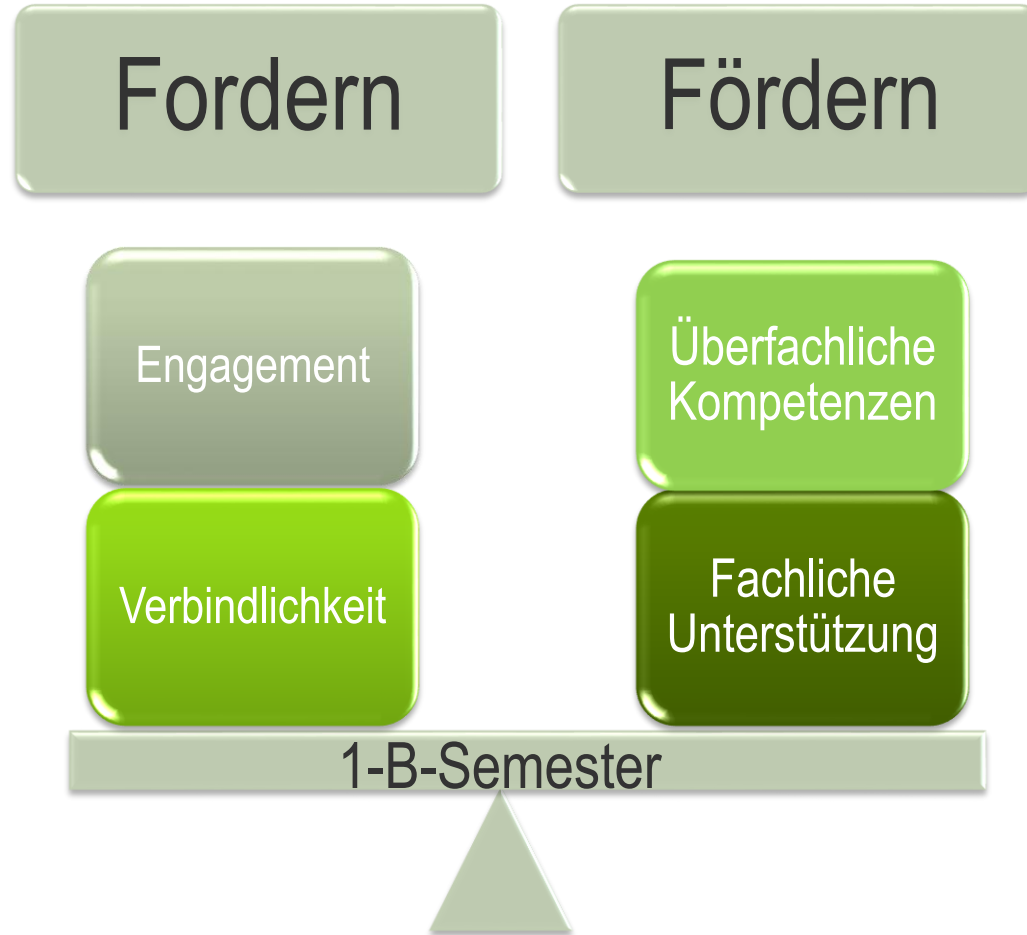 Fordern
Fördern
Engagement
Überfachliche
Kompetenzen
Verbindlichkeit
Fachliche
Unterstützung
1-B-Semester